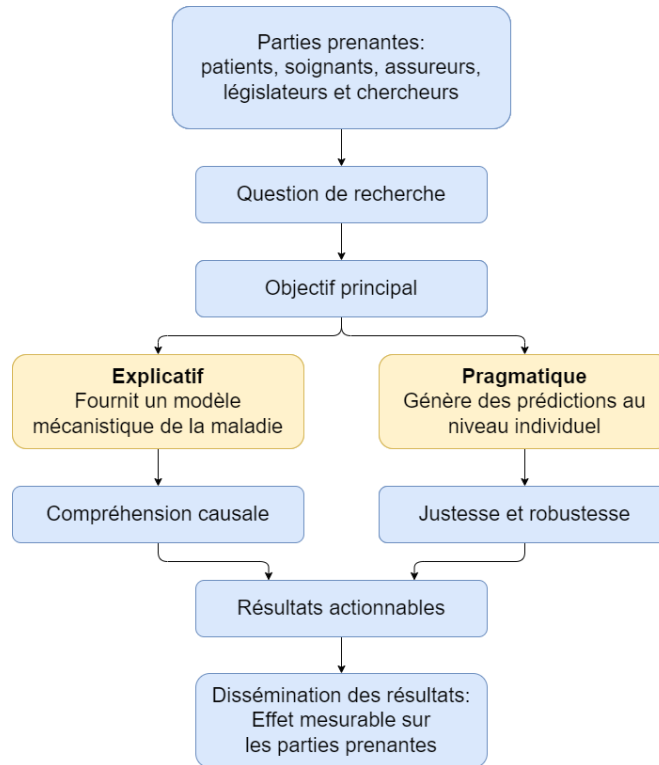 Parties prenantes:
patients, soignants, assureurs,
législateurs et chercheurs
Question de recherche
Objectif principal
Explicatif
Fournit un modèle
mécanistique de la maladie
Pragmatique
Génère des prédictions au
niveau individuel
Compréhension causale
Justesse et robustesse
Résultats actionnables
Dissémination des résultats:
Effet mesurable sur
les parties prenantes